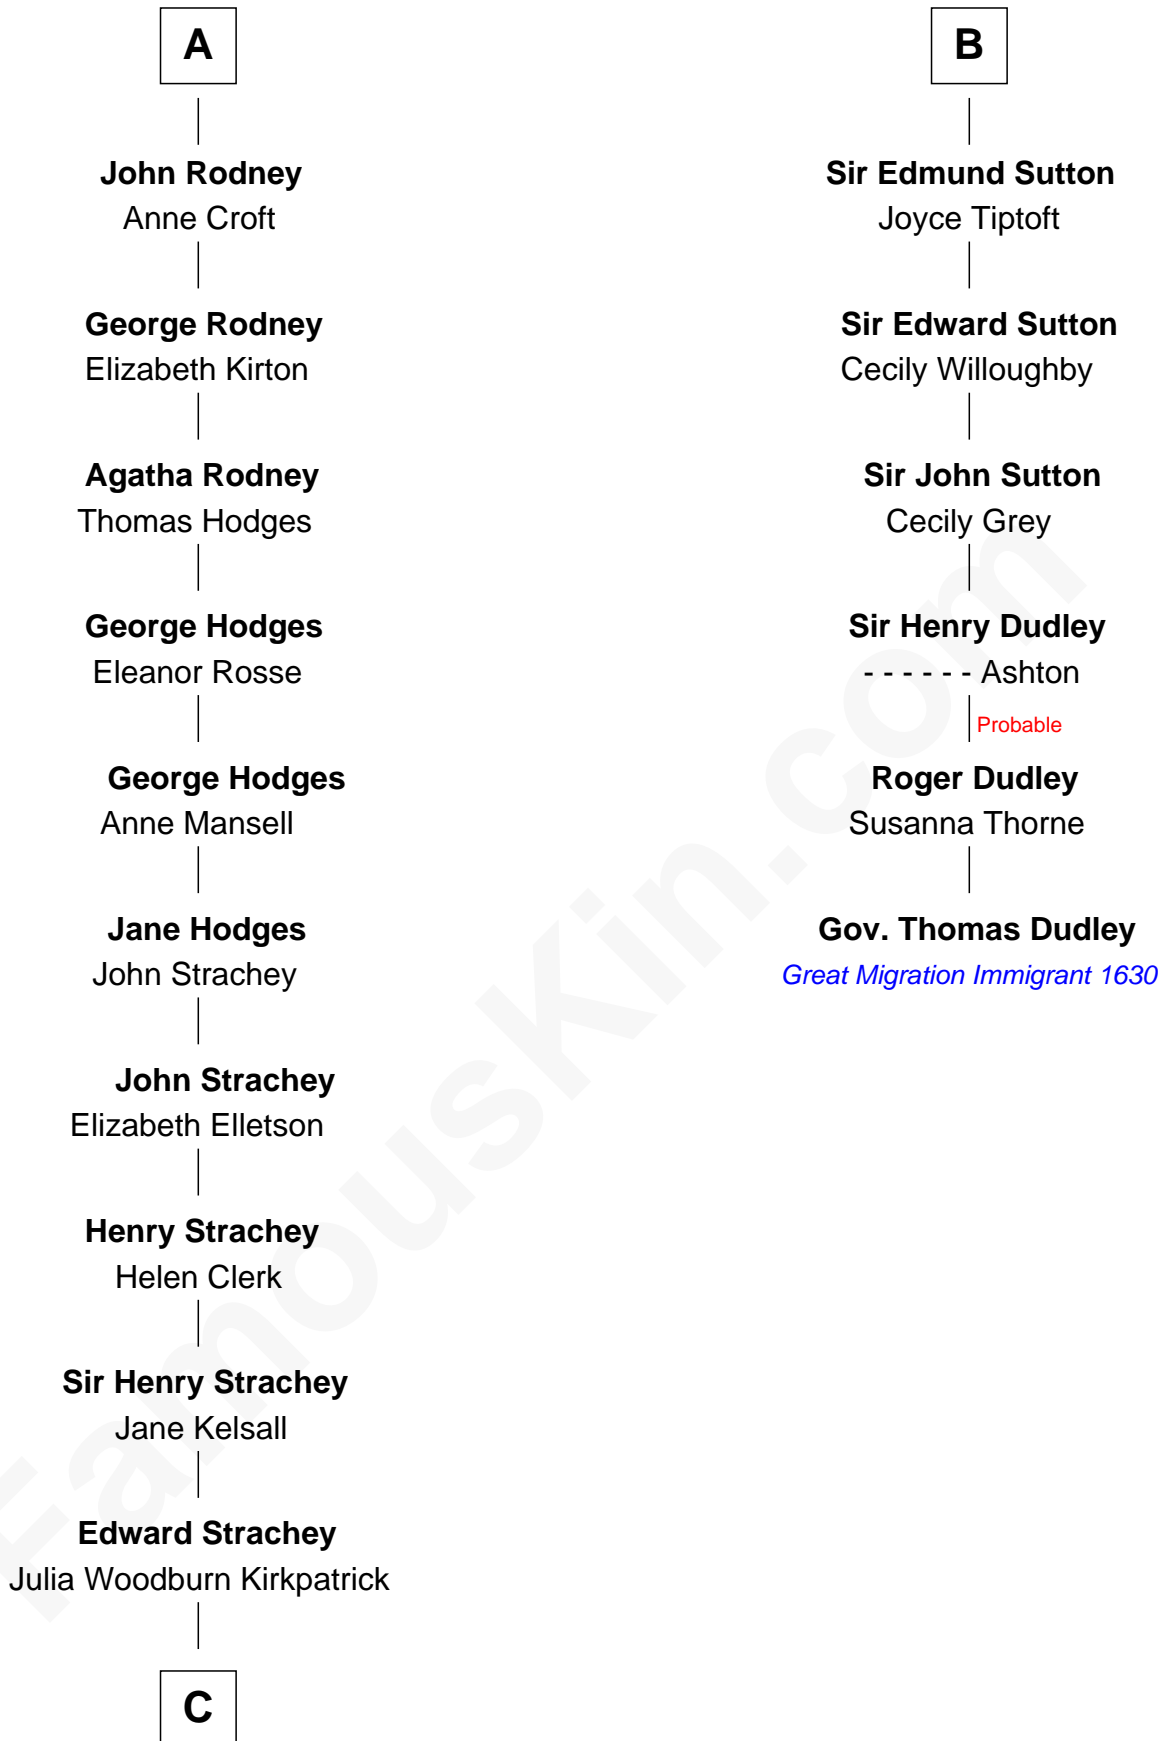 A
John Rodney
Anne Croft
George Rodney
Elizabeth Kirton
Agatha Rodney
Thomas Hodges
George Hodges
Eleanor Rosse
George Hodges
Anne Mansell
Jane Hodges
John Strachey
John Strachey
Elizabeth Elletson
Henry Strachey
Helen Clerk
Sir Henry Strachey
Jane Kelsall
Edward Strachey
Julia Woodburn Kirkpatrick
C
B
Sir Edmund Sutton
Joyce Tiptoft
Sir Edward Sutton
Cecily Willoughby
Sir John Sutton
Cecily Grey
Sir Henry Dudley
- - - - - - Ashton
Probable
Roger Dudley
Susanna Thorne
Gov. Thomas Dudley
Great Migration Immigrant 1630
FamousKin.com